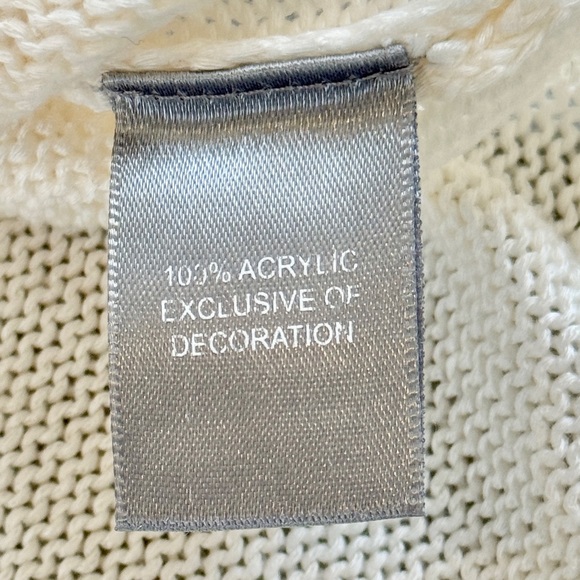 100% ACRYLIC
EXCLUSIVE OF
DECORATION